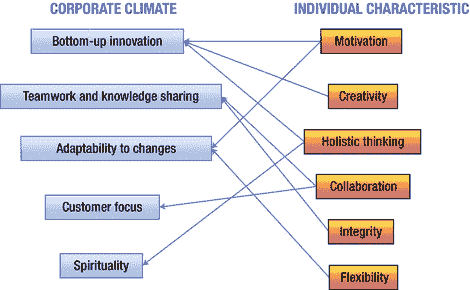 CORPORATE CLIMATE
INDIVIDUAL CHARACTERISTIC
Bottom-up innovation
Motivation
Teamwork and knowledge sharing
Creativity
Adaptability to changes
Holistic thinking
Customer focus
Collaboration
Spirituality
Integrity
Flexibility